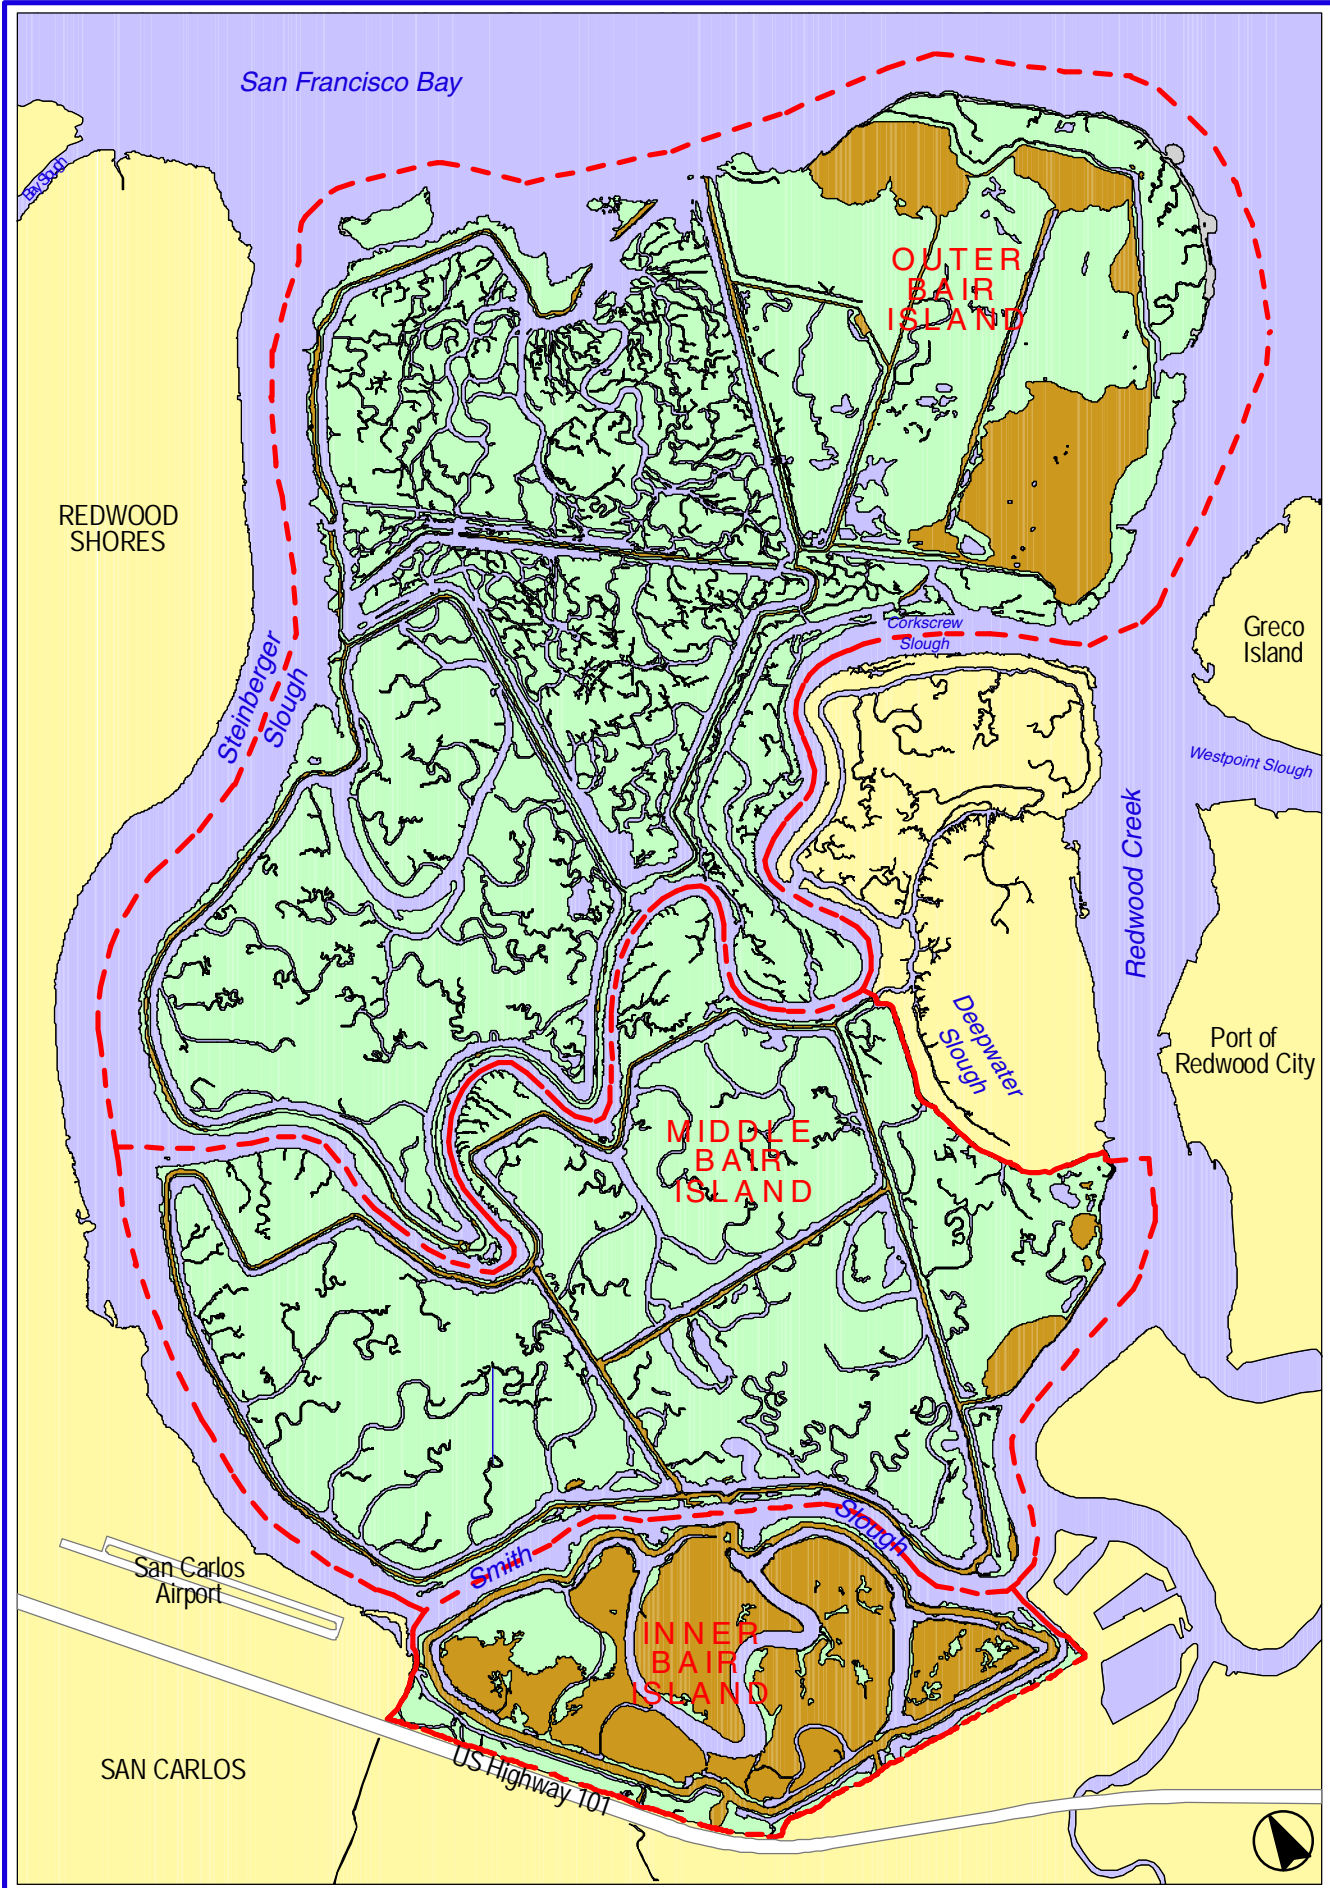 San Francisco Bay
Bay Slough
OUTER
BAIR
ISLAND
REDWOOD
SHORES
Corkscrew
Slough
Greco
Island
Steinberger
Slough
Westpoint Slough
Redwood Creek
Deepwater
Slough
Port of
Redwood City
MIDDLE
BAIR
ISLAND
Slough
Smith
San Carlos
Airport
INNER
BAIR
ISLAND
SAN CARLOS
US Highway 101